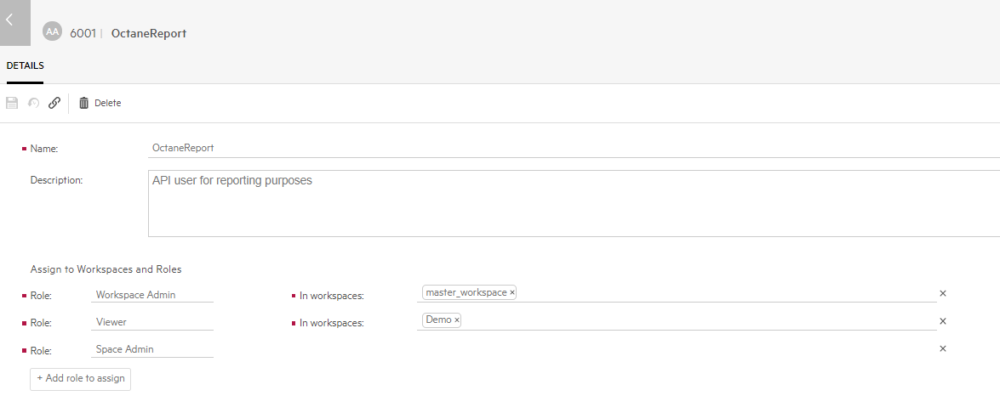 AA 6001 | OctaneReport
DETAILS
Delete
Name: OctaneReport
Description: API user for reporting purposes
Assign to Workspaces and Roles
Role: Workspace Admin In workspaces: master_workspace × ×
Role: Viewer In workspaces: Demo × ×
Role: Space Admin ×
+ Add role to assign